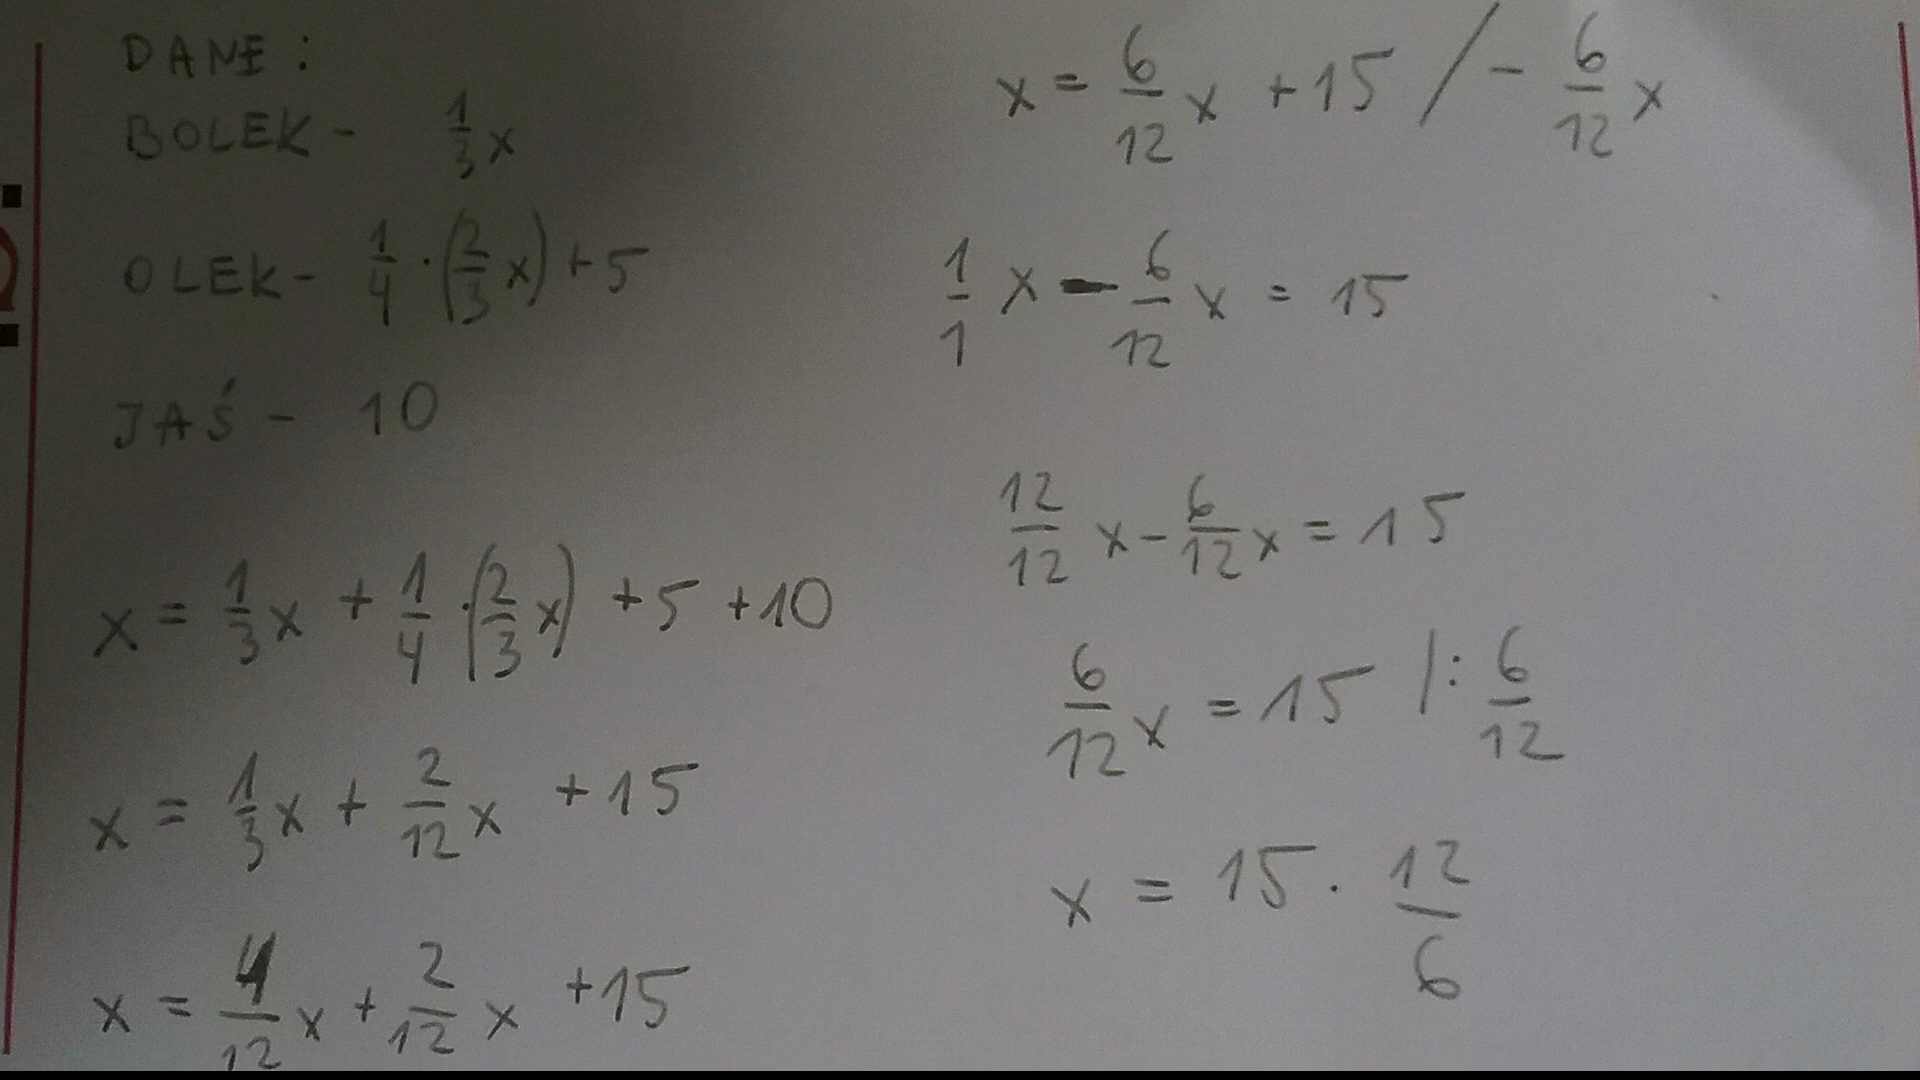 DANE:
BOLEK - 1/3 x
OLEK - 1/4 · (2/3 x) + 5
JAŚ - 10
x = 1/3 x + 1/4 · (2/3 x) + 5 + 10
x = 1/3 x + 2/12 x + 15
x = 4/12 x + 2/12 x + 15
x = 6/12 x + 15 / - 6/12 x
1/1 x - 6/12 x = 15
12/12 x - 6/12 x = 15
6/12 x = 15 |: 6/12
x = 15 · 12/6